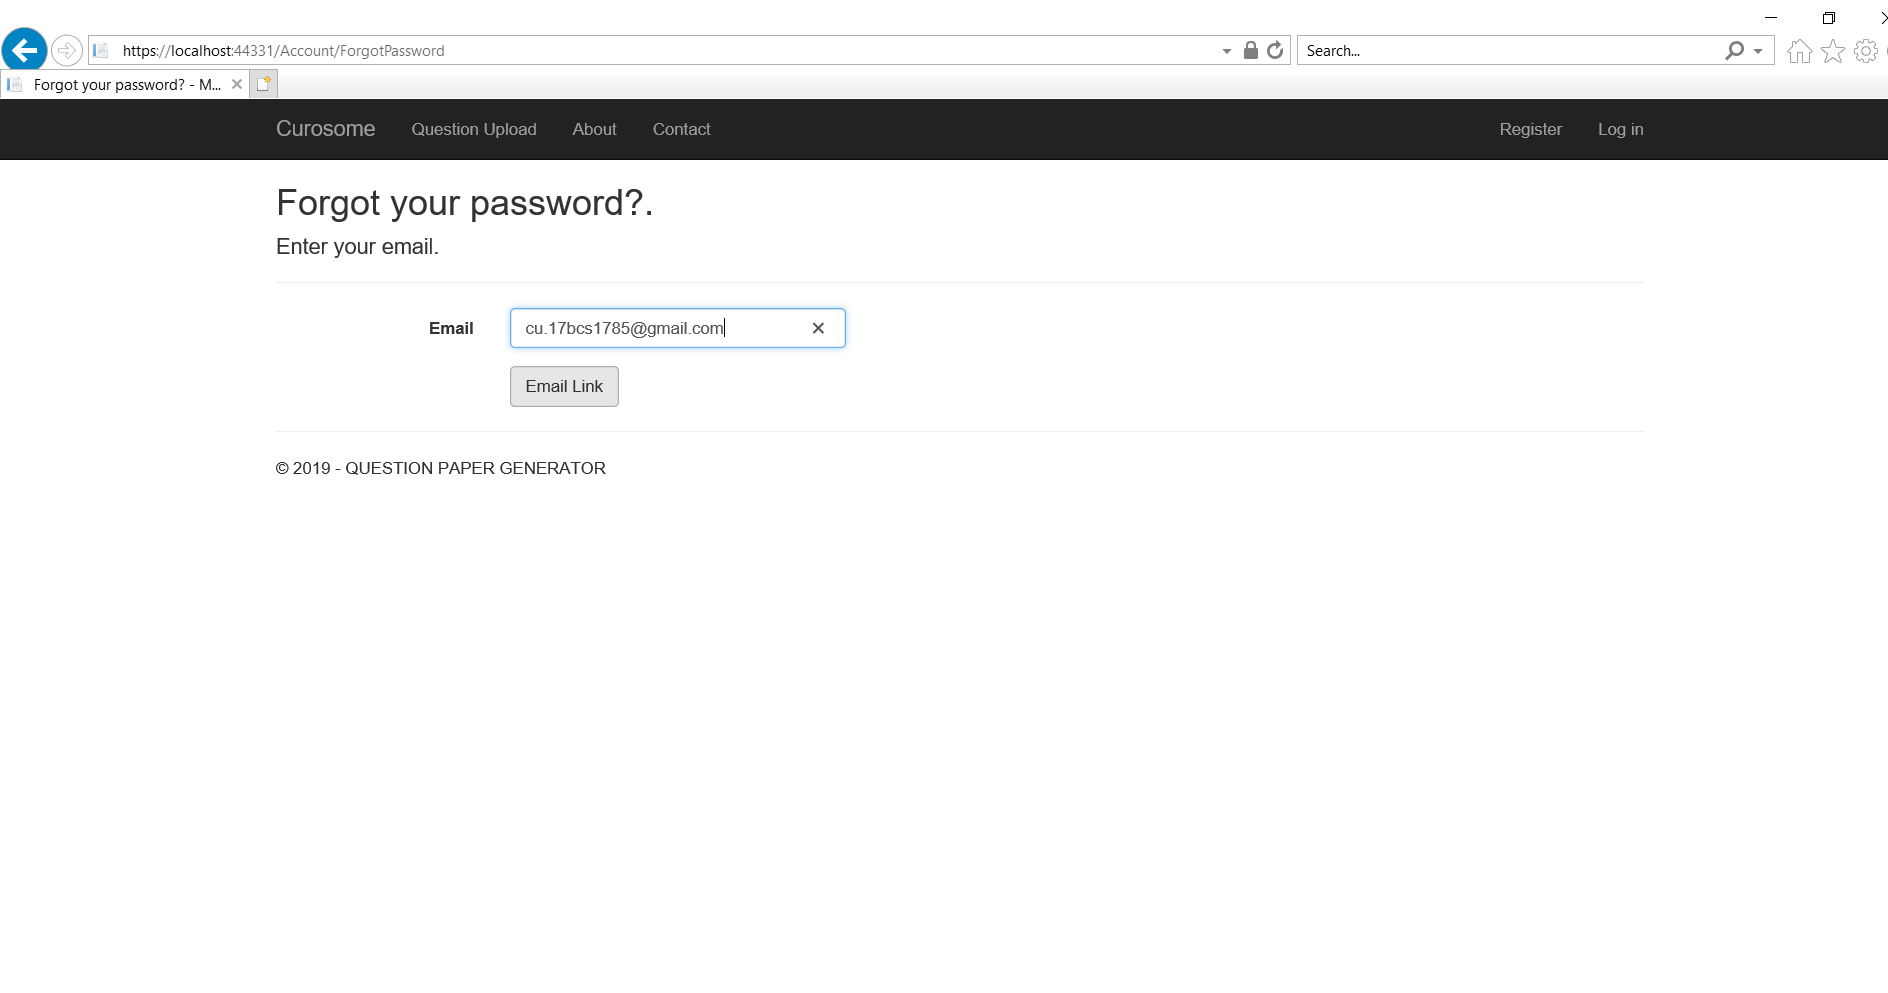 https://localhost:44331/Account/ForgotPassword
Search...
Forgot your password? - M...
Curosome Question Upload About Contact Register Log in
Forgot your password?.
Enter your email.
Email cu.17bcs1785@gmail.com
Email Link
© 2019 - QUESTION PAPER GENERATOR